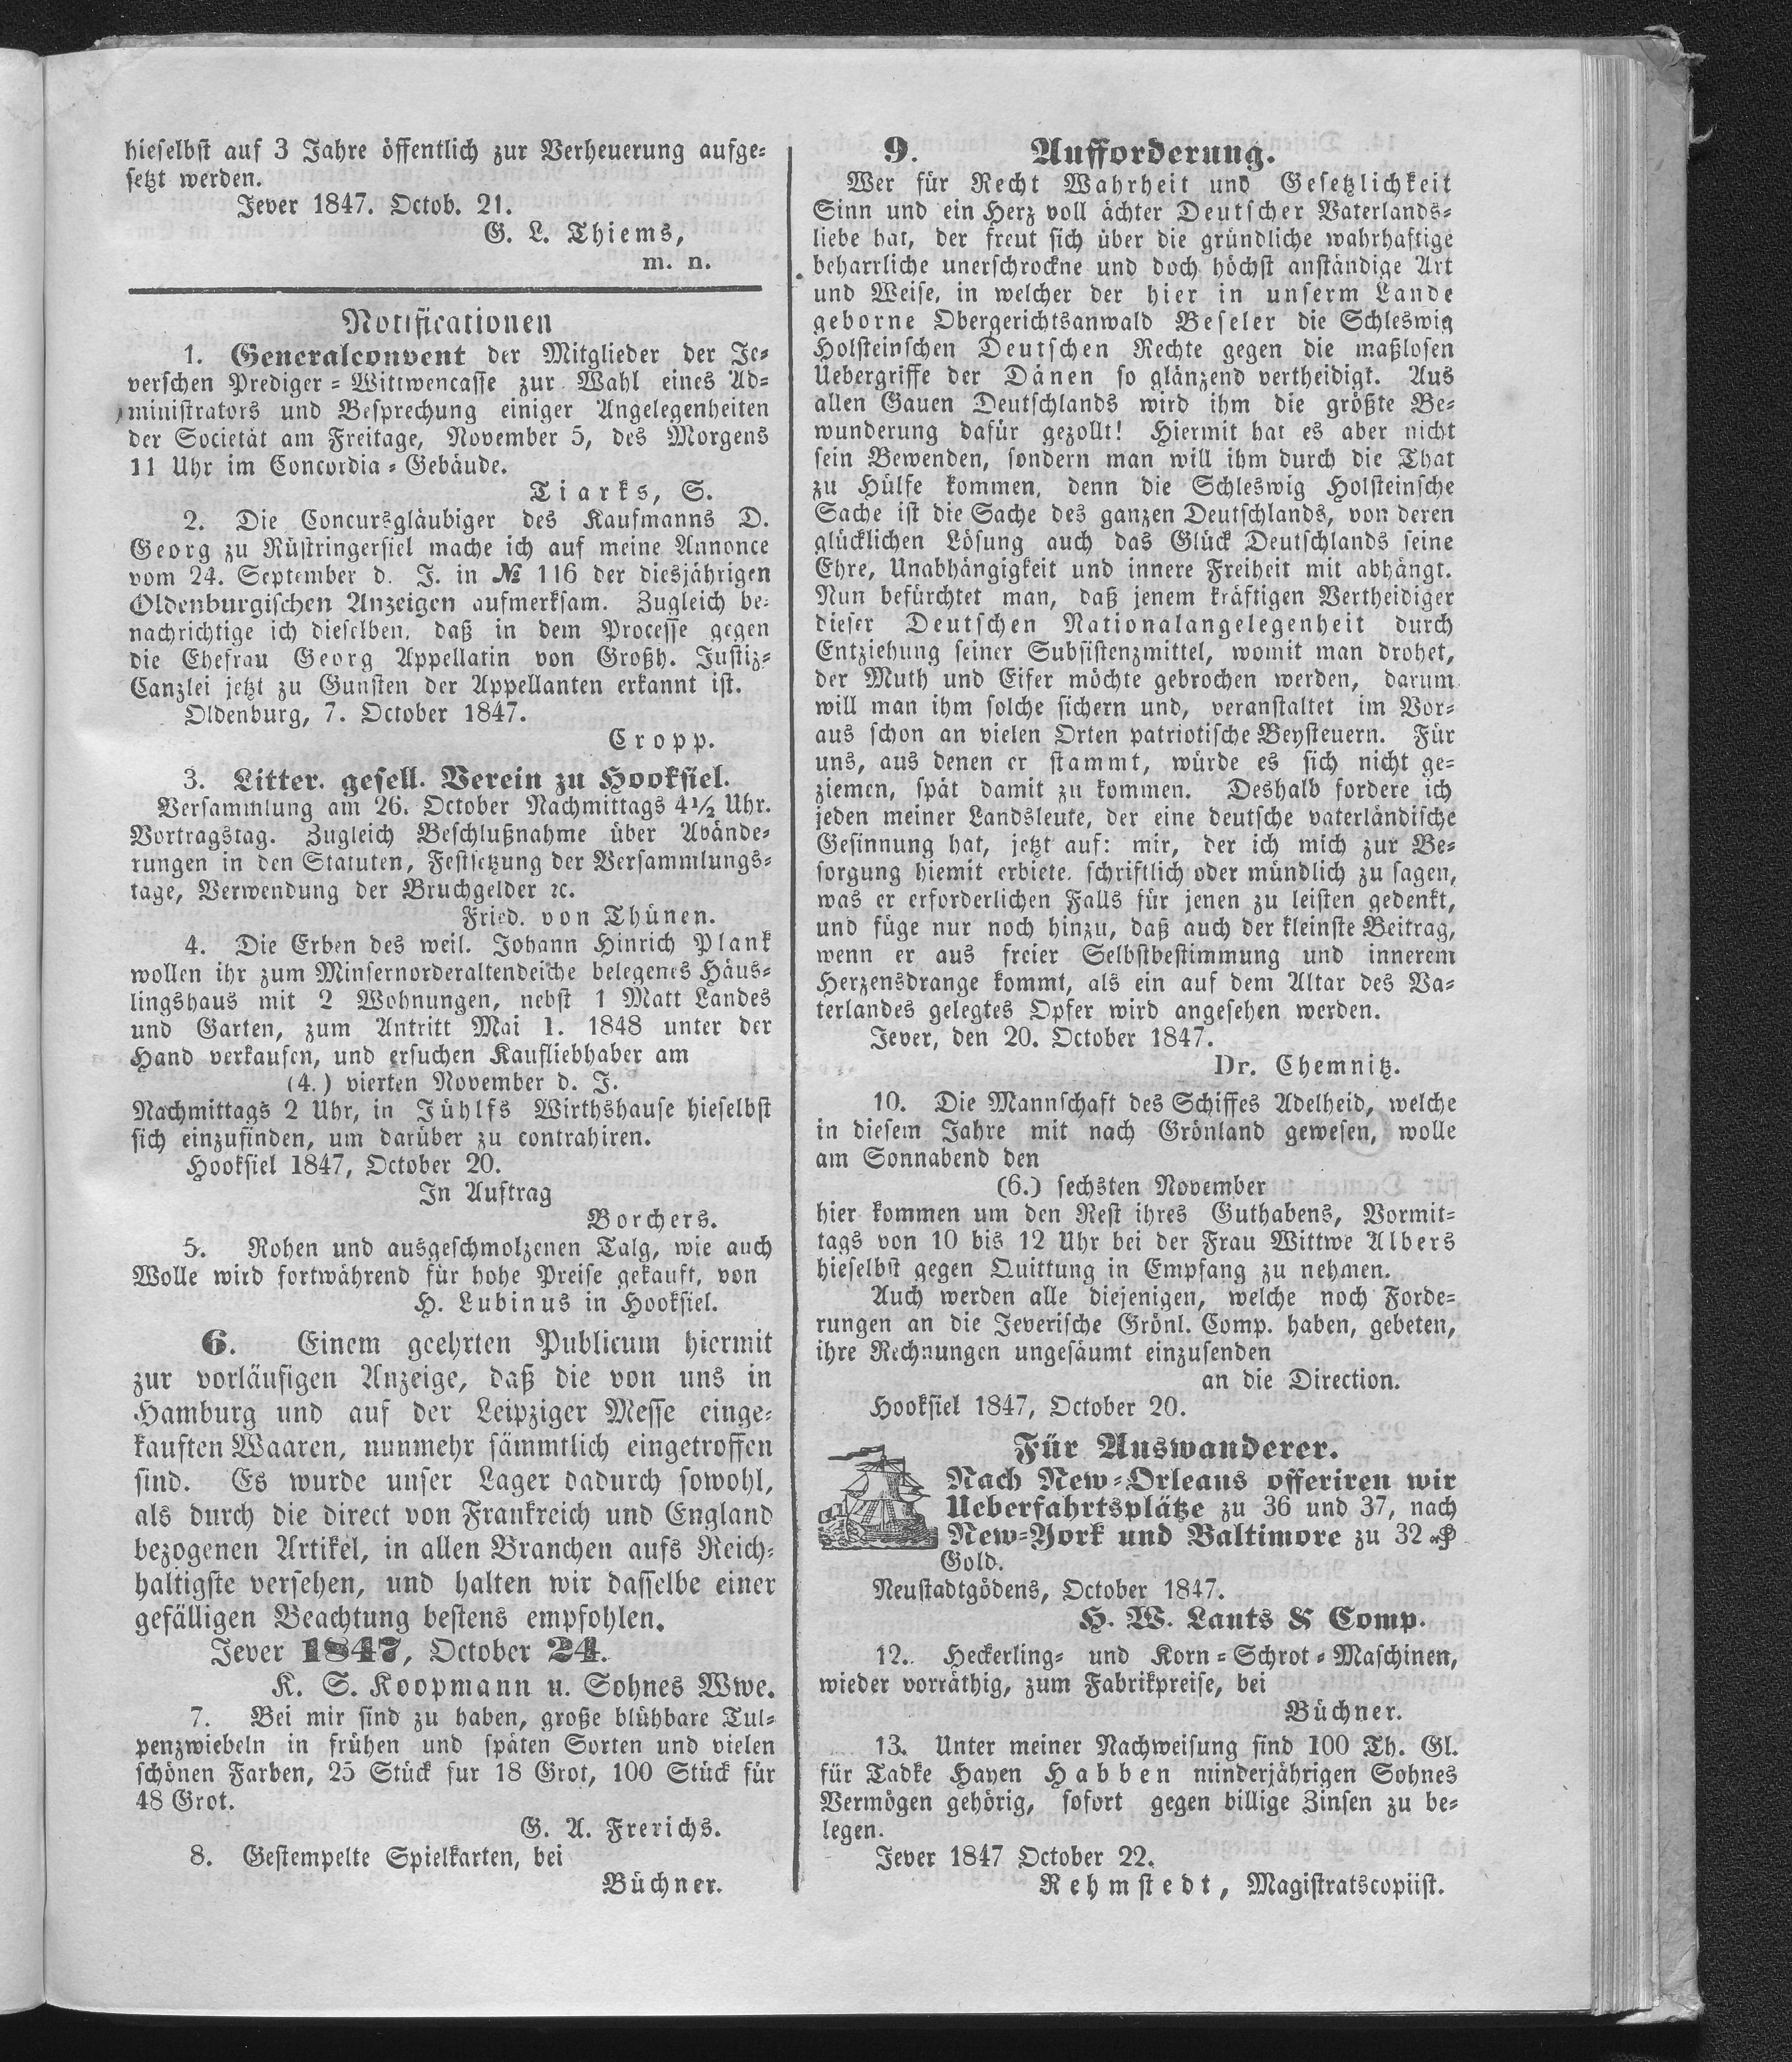 hieselbst auf 3 Jahre öffentlich zur Verheuerung aufge-
setzt werden.
Jever 1847. Octob. 21.
G. L. Thiems,
m. n.
Notificationen
1. Generalconvent der Mitglieder der Je-
verschen Prediger-Wittwencasse zur Wahl eines Ad-
ministrators und Besprechung einiger Angelegenheiten
der Societät am Freitage, November 5, des Morgens
11 Uhr im Concordia-Gebäude.
Tiarks, S.
2. Die Concursgläubiger des Kaufmanns D.
Georg zu Rüstringersiel mache ich auf meine Annonce
vom 24. September d. J. in № 116 der diesjährigen
Oldenburgischen Anzeigen aufmerksam. Zugleich be-
nachrichtige ich dieselben, daß in dem Processe gegen
die Ehefrau Georg Appellatin von Großh. Justiz-
Canzlei jetzt zu Gunsten der Appellanten erkannt ist.
Oldenburg, 7. October 1847.
Cropp.
3. Litter. gesell. Verein zu Hooksiel.
Versammlung am 26. October Nachmittags 4½ Uhr.
Vortragstag. Zugleich Beschlußnahme über Abände-
rungen in den Statuten, Festsetzung der Versammlungs-
tage, Verwendung der Bruchgelder ꝛc.
Fried. von Thünen.
4. Die Erben des weil. Johann Hinrich Plank
wollen ihr zum Minsernorderaltendeiche belegenes Häus-
lingshaus mit 2 Wohnungen, nebst 1 Matt Landes
und Garten, zum Antritt Mai 1. 1848 unter der
Hand verkaufen, und ersuchen Kaufliebhaber am
(4.) vierten November d. J.
Nachmittags 2 Uhr, in Jühlfs Wirthshause hieselbst
sich einzufinden, um darüber zu contrahiren.
Hooksiel 1847, October 20.
In Auftrag
Borchers.
5. Rohen und ausgeschmolzenen Talg, wie auch
Wolle wird fortwährend für hohe Preise gekauft, von
H. Lubinus in Hooksiel.
6. Einem geehrten Publicum hiermit
zur vorläufigen Anzeige, daß die von uns in
Hamburg und auf der Leipziger Messe einge-
kauften Waaren, nunmehr sämmtlich eingetroffen
sind. Es wurde unser Lager dadurch sowohl,
als durch die direct von Frankreich und England
bezogenen Artikel, in allen Branchen aufs Reich-
haltigste versehen, und halten wir dasselbe einer
gefälligen Beachtung bestens empfohlen.
Jever 1847, October 24.
K. S. Koopmann u. Sohnes Wwe.
7. Bei mir sind zu haben, große blühbare Tul-
penzwiebeln in frühen und späten Sorten und vielen
schönen Farben, 25 Stück fur 18 Grot, 100 Stück für
48 Grot.
G. A. Frerichs.
8. Gestempelte Spielkarten, bei
Büchner.
9. Aufforderung.
Wer für Recht Wahrheit und Gesetzlichkeit
Sinn und ein Herz voll ächter Deutscher Vaterlands-
liebe hat, der freut sich über die gründliche wahrhaftige
beharrliche unerschrockne und doch höchst anständige Art
und Weise, in welcher der hier in unserm Lande
geborne Obergerichtsanwald Beseler die Schleswig
Holsteinschen Deutschen Rechte gegen die maßlosen
Uebergriffe der Dänen so glänzend vertheidigt. Aus
allen Gauen Deutschlands wird ihm die größte Be-
wunderung dafür gezollt! Hiermit hat es aber nicht
sein Bewenden, sondern man will ihm durch die That
zu Hülfe kommen, denn die Schleswig Holsteinsche
Sache ist die Sache des ganzen Deutschlands, von deren
glücklichen Lösung auch das Glück Deutschlands seine
Ehre, Unabhängigkeit und innere Freiheit mit abhängt.
Nun befürchtet man, daß jenem kräftigen Vertheidiger
dieser Deutschen Nationalangelegenheit durch
Entziehung seiner Subsistenzmittel, womit man drohet,
der Muth und Eifer möchte gebrochen werden, darum
will man ihm solche sichern und, veranstaltet im Vor-
aus schon an vielen Orten patriotische Beysteuern. Für
uns, aus denen er stammt, würde es sich nicht ge-
ziemen, spät damit zu kommen. Deshalb fordere ich
jeden meiner Landsleute, der eine deutsche vaterländische
Gesinnung hat, jetzt auf: mir, der ich mich zur Be-
sorgung hiemit erbiete, schriftlich oder mündlich zu sagen,
was er erforderlichen Falls für jenen zu leisten gedenkt,
und füge nur noch hinzu, daß auch der kleinste Beitrag,
wenn er aus freier Selbstbestimmung und innerem
Herzensdrange kommt, als ein auf dem Altar des Va-
terlandes gelegtes Opfer wird angesehen werden.
Jever, den 20. October 1847.
Dr. Chemnitz.
10. Die Mannschaft des Schiffes Adelheid, welche
in diesem Jahre mit nach Grönland gewesen, wolle
am Sonnabend den
(6.) sechsten November
hier kommen um den Rest ihres Guthabens, Vormit-
tags von 10 bis 12 Uhr bei der Frau Wittwe Albers
hieselbst gegen Quittung in Empfang zu nehmen.
Auch werden alle diejenigen, welche noch Forde-
rungen an die Jeverische Grönl. Comp. haben, gebeten,
ihre Rechnungen ungesäumt einzusenden
an die Direction.
Hooksiel 1847, October 20.
Für Auswanderer.
Nach New-Orleans offeriren wir
Ueberfahrtsplätze zu 36 und 37, nach
New-York und Baltimore zu 32 ₰
Gold.
Neustadtgödens, October 1847.
H. W. Lauts & Comp.
12. Heckerling- und Korn-Schrot-Maschinen,
wieder vorräthig, zum Fabrikpreise, bei
Büchner.
13. Unter meiner Nachweisung sind 100 Th. Gl.
für Tadke Hayen Habben minderjährigen Sohnes
Vermögen gehörig, sofort gegen billige Zinsen zu be-
legen.
Jever 1847 October 22.
Rehmstedt, Magistratscopiist.